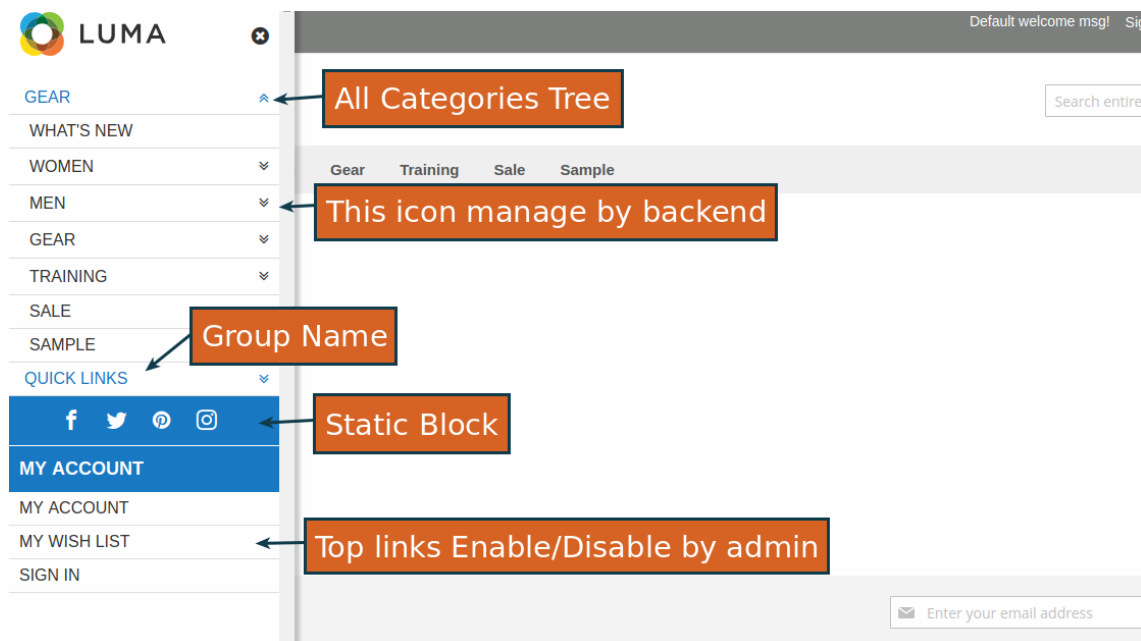 LUMA
Default welcome msg!
GEAR
All Categories Tree
Search entire
WHAT'S NEW
WOMEN
Gear Training Sale Sample
MEN
This icon manage by backend
GEAR
TRAINING
SALE
Group Name
SAMPLE
QUICK LINKS
Static Block
MY ACCOUNT
MY ACCOUNT
MY WISH LIST
Top links Enable/Disable by admin
SIGN IN
Enter your email address